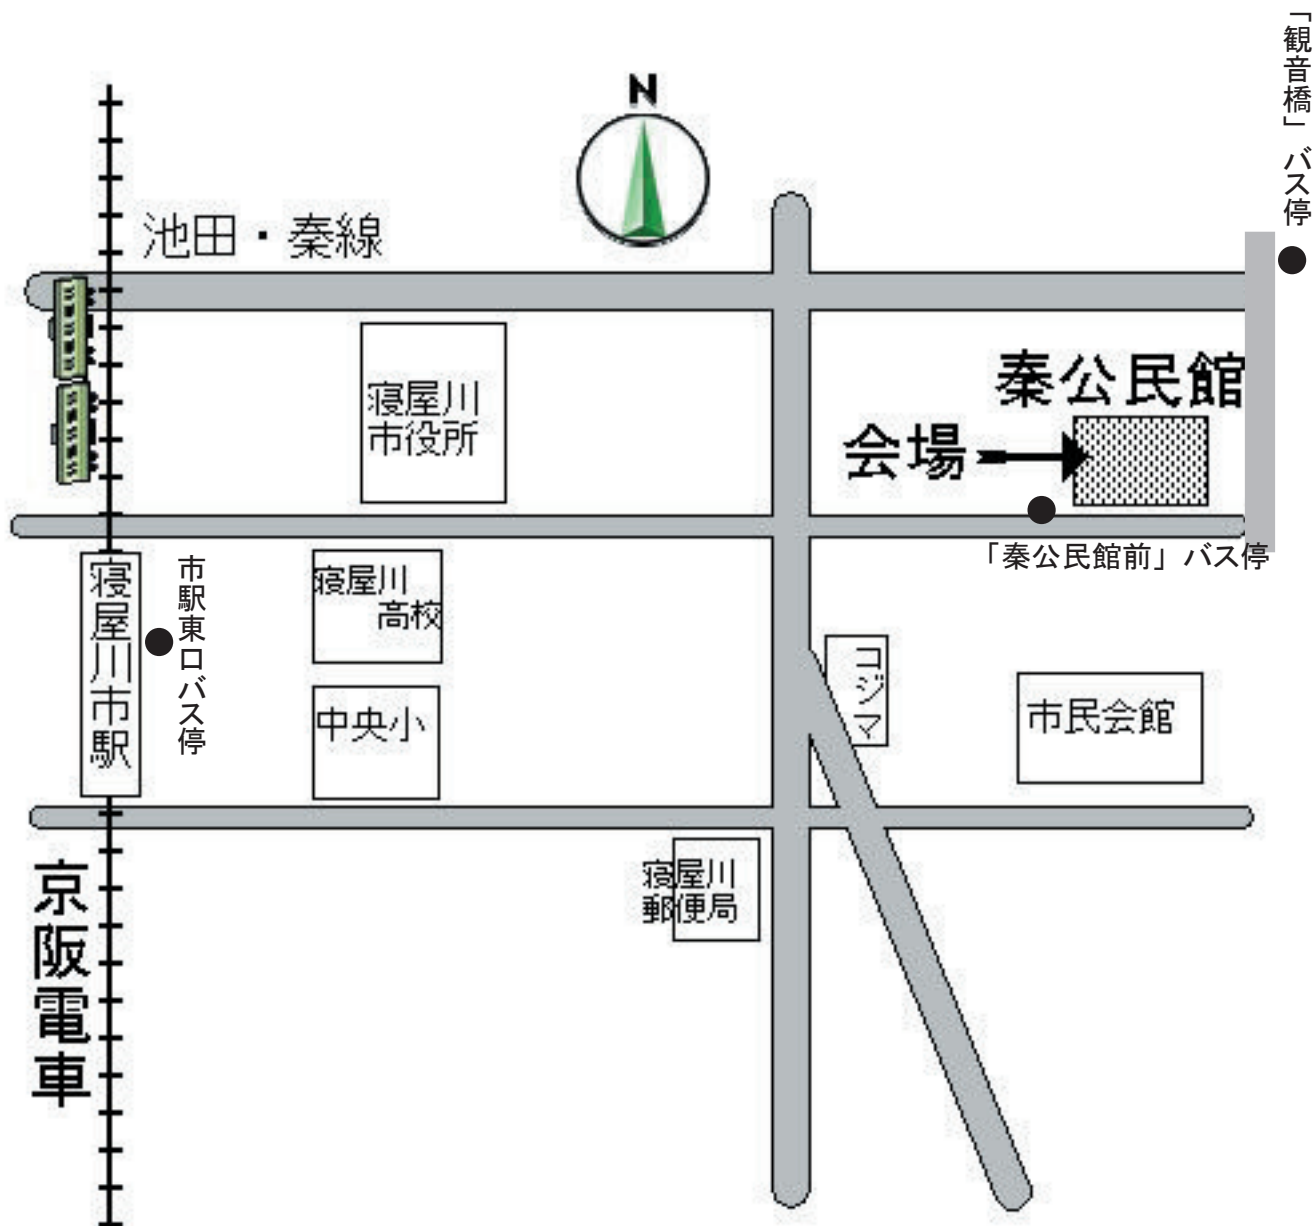 「観音橋」バス停
N
池田・秦線
寝屋川
市役所
秦公民館
会場
「秦公民館前」バス停
寝屋川市駅
市駅東口バス停
寝屋川
高校
コジマ
中央小
市民会館
寝屋川
郵便局
京阪電車